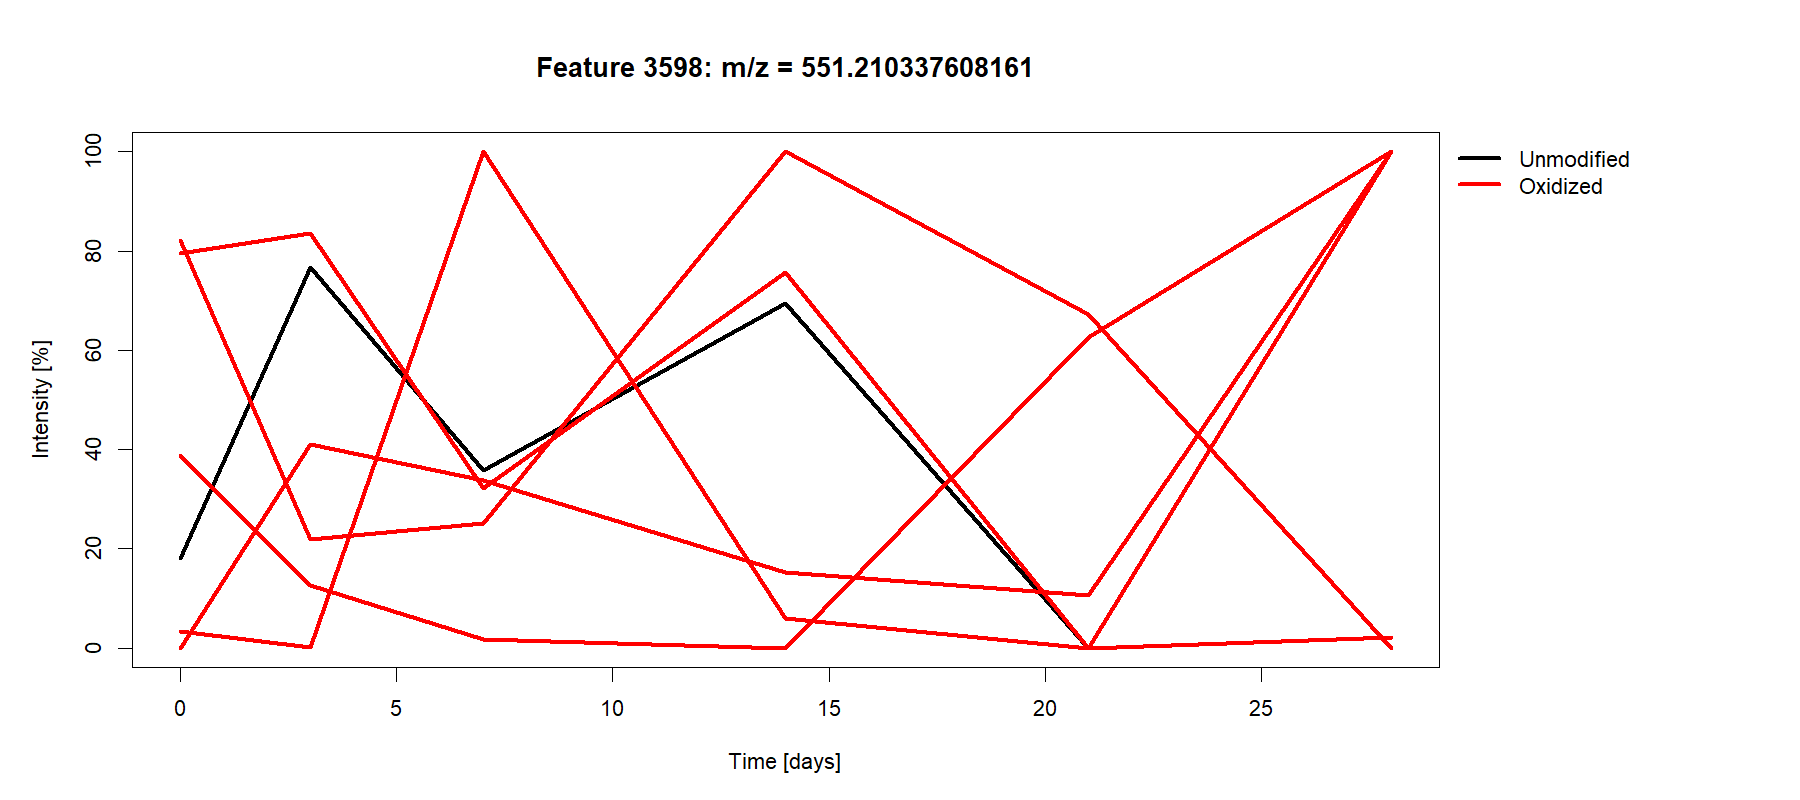 Feature 3598: m/z = 551.210337608161
Unmodified
Oxidized
Intensity [%]
100
80
60
40
20
0
0 5 10 15 20 25
Time [days]